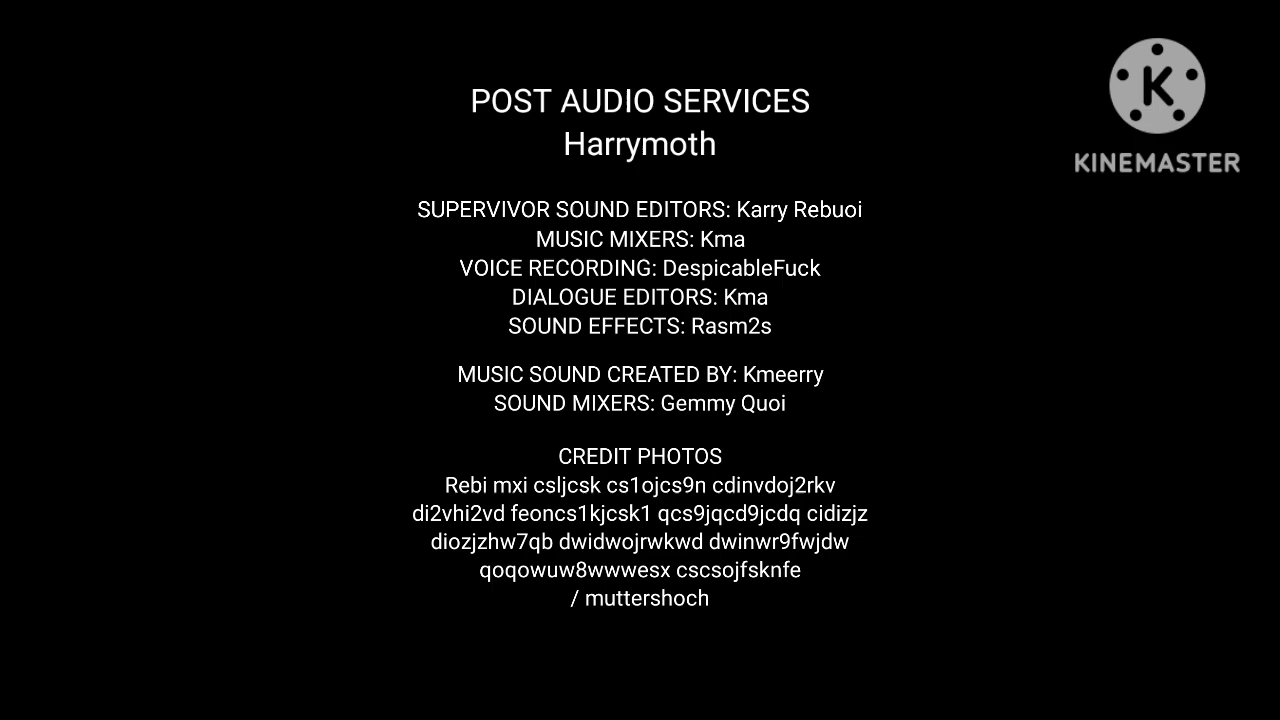 POST AUDIO SERVICES
Harrymoth
K
KINEMASTER
SUPERVIVOR SOUND EDITORS: Karry Rebuoi
MUSIC MIXERS: Kma
VOICE RECORDING: DespicableFuck
DIALOGUE EDITORS: Kma
SOUND EFFECTS: Rasm2s
MUSIC SOUND CREATED BY: Kmeerry
SOUND MIXERS: Gemmy Quoi
CREDIT PHOTOS
Rebi mxi csljcsk cs1ojcs9n cdinvdoj2rkv
di2vhi2vd feoncs1kjcsk1 qcs9jqcd9jcdq cidizjz
diozjzhw7qb dwidwojrwkwd dwinwr9fwjdw
qoqowuw8wwwesx cscsojfsknfe
/ muttershoch